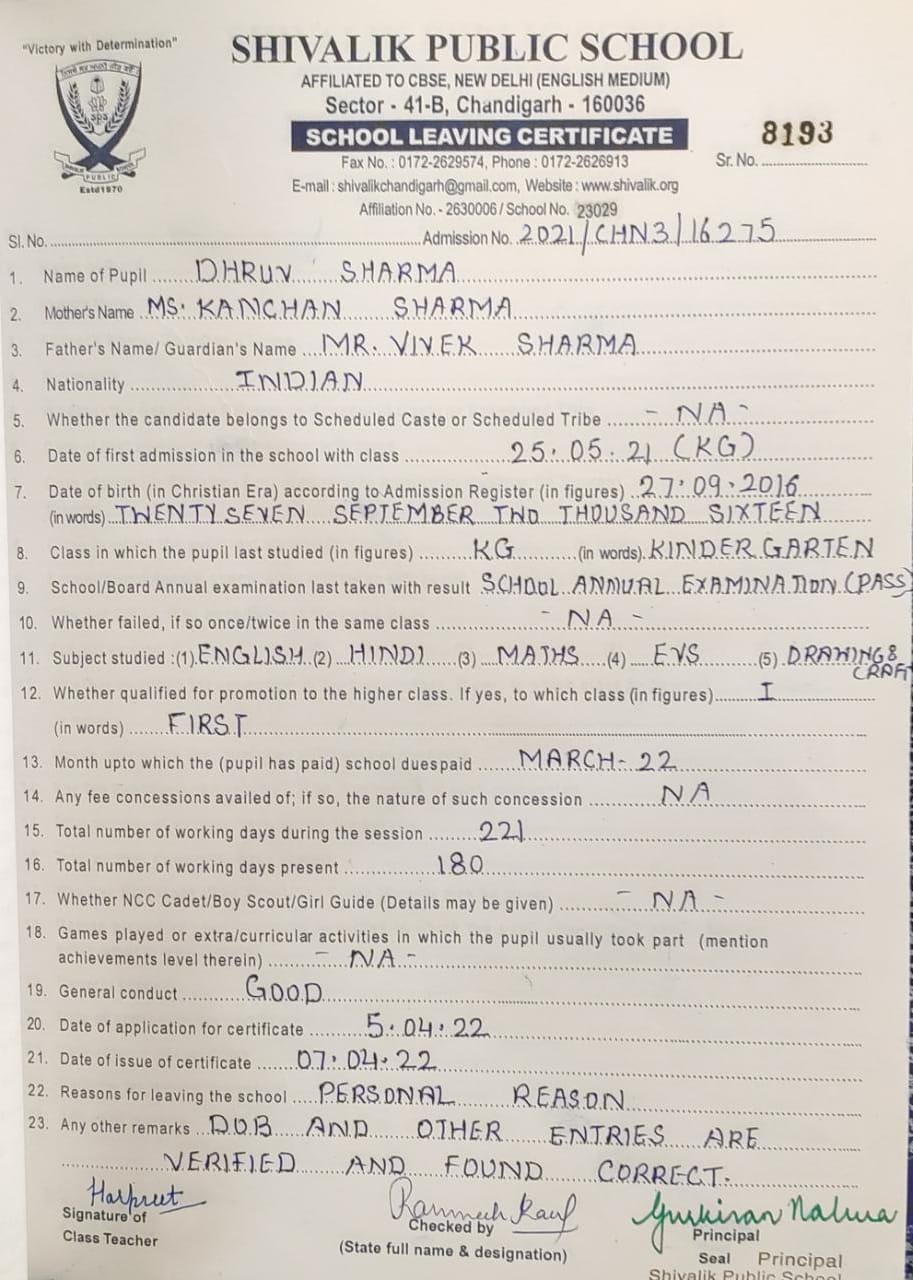 "Victory with Determination"
SHIVALIK PUBLIC SCHOOL
AFFILIATED TO CBSE, NEW DELHI (ENGLISH MEDIUM)
Sector - 41-B, Chandigarh - 160036
SCHOOL LEAVING CERTIFICATE
8193
Fax No. : 0172-2629574, Phone : 0172-2626913
Sr. No.
E-mail : shivalikchandigarh@gmail.com, Website : www.shivalik.org
SPS
PUBLIC
Estd1970
Affiliation No. - 2630006 / School No. 23029
Sl. No. Admission No. 2021/CHN3/16275
1. Name of Pupil DHRUV SHARMA
2. Mother's Name MS. KANCHAN SHARMA
3. Father's Name/ Guardian's Name MR. VIVEK SHARMA
4. Nationality INDIAN
5. Whether the candidate belongs to Scheduled Caste or Scheduled Tribe - NA -
6. Date of first admission in the school with class 25.05.21 (KG)
7. Date of birth (in Christian Era) according to Admission Register (in figures) 27.09.2016
(in words) TWENTY SEVEN SEPTEMBER TWO THOUSAND SIXTEEN
8. Class in which the pupil last studied (in figures) KG (in words). KINDER GARTEN
9. School/Board Annual examination last taken with result SCHOOL ANNUAL EXAMINATION (PASS)
10. Whether failed, if so once/twice in the same class - NA -
11. Subject studied :(1) ENGLISH (2) HINDI (3) MATHS (4) EVS (5) DRAWING &
CRAFT
12. Whether qualified for promotion to the higher class. If yes, to which class (in figures) I
(in words) FIRST
13. Month upto which the (pupil has paid) school duespaid MARCH- 22
14. Any fee concessions availed of; if so, the nature of such concession NA
15. Total number of working days during the session 221
16. Total number of working days present 180
17. Whether NCC Cadet/Boy Scout/Girl Guide (Details may be given) - NA -
18. Games played or extra/curricular activities in which the pupil usually took part (mention
achievements level therein) - NA -
19. General conduct GOOD
20. Date of application for certificate 5.04.22
21. Date of issue of certificate 07.04.22
22. Reasons for leaving the school PERSONAL REASON
23. Any other remarks D.O.B AND OTHER ENTRIES ARE
VERIFIED AND FOUND CORRECT.
Harpreet
Kaur
Signature of
Class Teacher
Checked by
(State full name & designation)
Principal
Seal Principal
Shivalik Public School